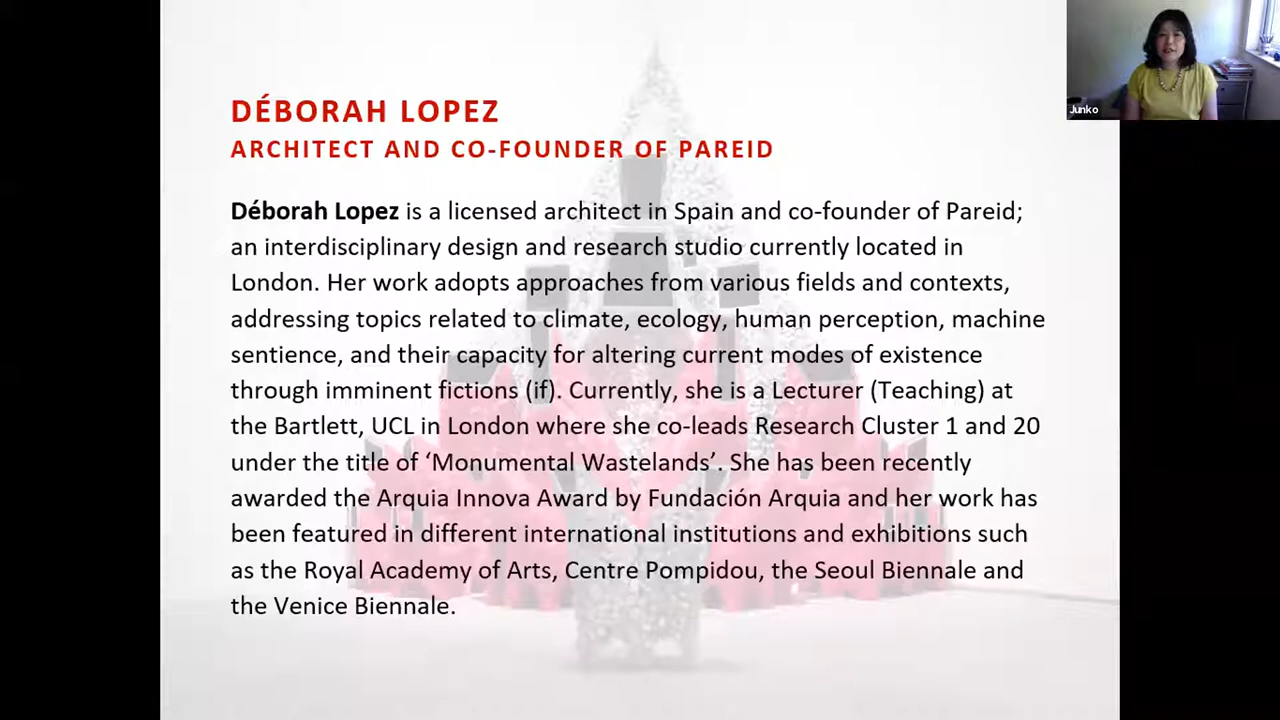 DÉBORAH LOPEZ
ARCHITECT AND CO-FOUNDER OF PAREID
Déborah Lopez is a licensed architect in Spain and co-founder of Pareid;
an interdisciplinary design and research studio currently located in
London. Her work adopts approaches from various fields and contexts,
addressing topics related to climate, ecology, human perception, machine
sentience, and their capacity for altering current modes of existence
through imminent fictions (if). Currently, she is a Lecturer (Teaching) at
the Bartlett, UCL in London where she co-leads Research Cluster 1 and 20
under the title of ‘Monumental Wastelands’. She has been recently
awarded the Arquia Innova Award by Fundación Arquia and her work has
been featured in different international institutions and exhibitions such
as the Royal Academy of Arts, Centre Pompidou, the Seoul Biennale and
the Venice Biennale.
Junko